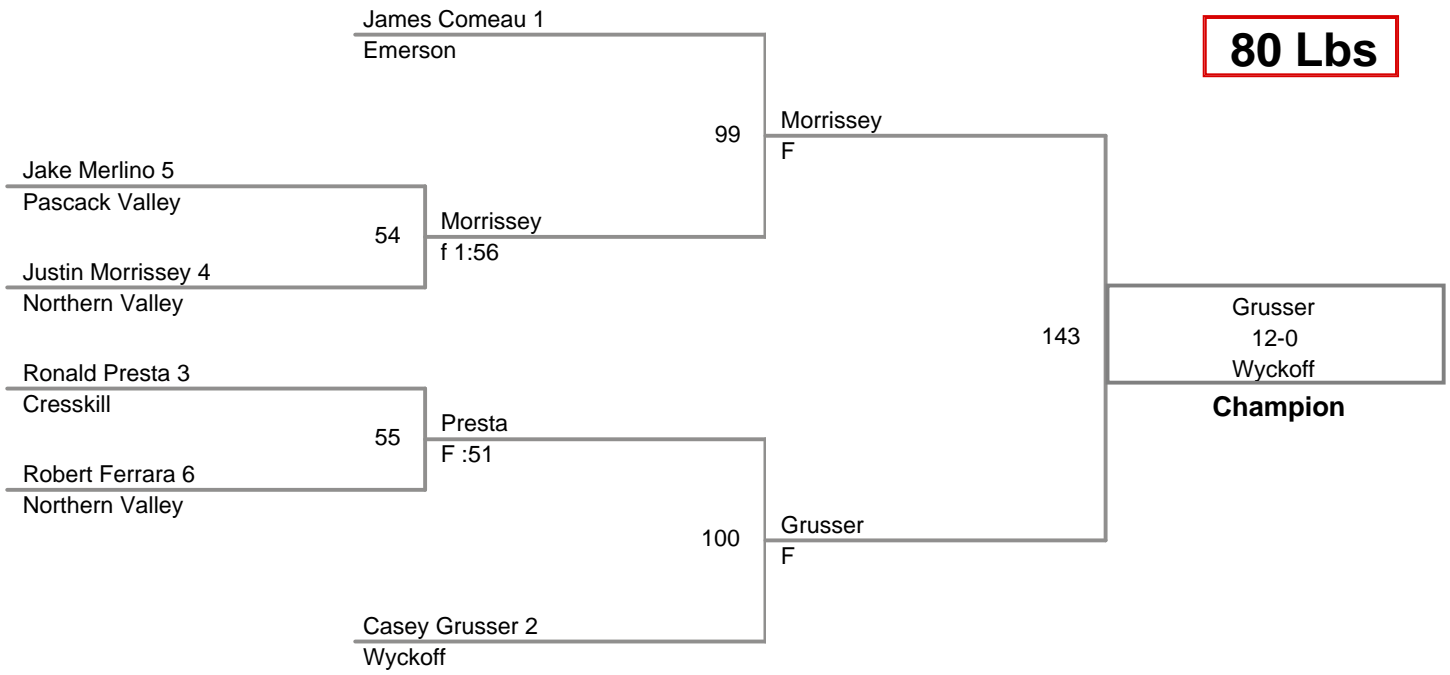 James Comeau 1
Emerson
80 Lbs
99
Morrissey
F
Jake Merlino 5
Pascack Valley
54
Morrissey
f 1:56
Justin Morrissey 4
Northern Valley
143
Grusser
12-0
Wyckoff
Champion
Ronald Presta 3
Cresskill
55
Presta
F :51
Robert Ferrara 6
Northern Valley
100
Grusser
F
Casey Grusser 2
Wyckoff